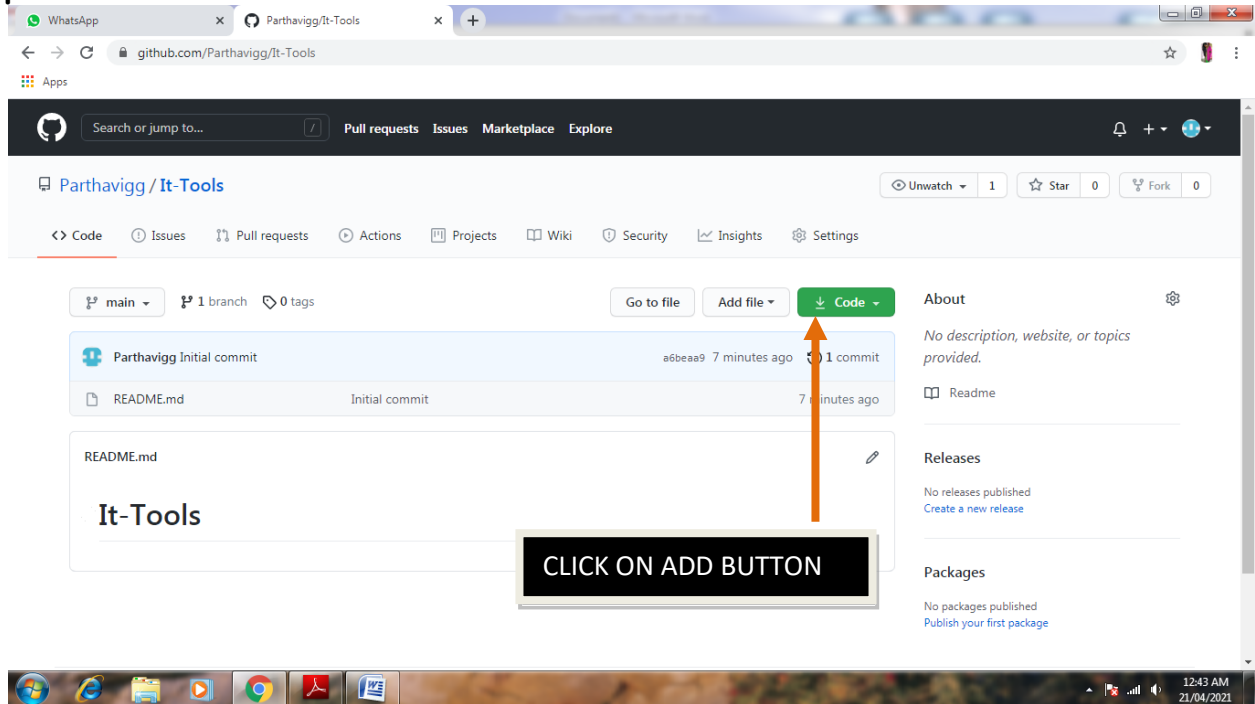 WhatsApp
Parthavigg/It-Tools
github.com/Parthavigg/It-Tools
Apps
Search or jump to... / Pull requests Issues Marketplace Explore
Parthavigg / It-Tools
Unwatch 1 Star 0 Fork 0
Code Issues Pull requests Actions Projects Wiki Security Insights Settings
main 1 branch 0 tags
Go to file Add file Code
Parthavigg Initial commit a6beaa9 7 minutes ago 1 commit
README.md Initial commit 7 minutes ago
README.md
It-Tools
CLICK ON ADD BUTTON
About
No description, website, or topics
provided.
Readme
Releases
No releases published
Create a new release
Packages
No packages published
Publish your first package
12:43 AM
21/04/2021